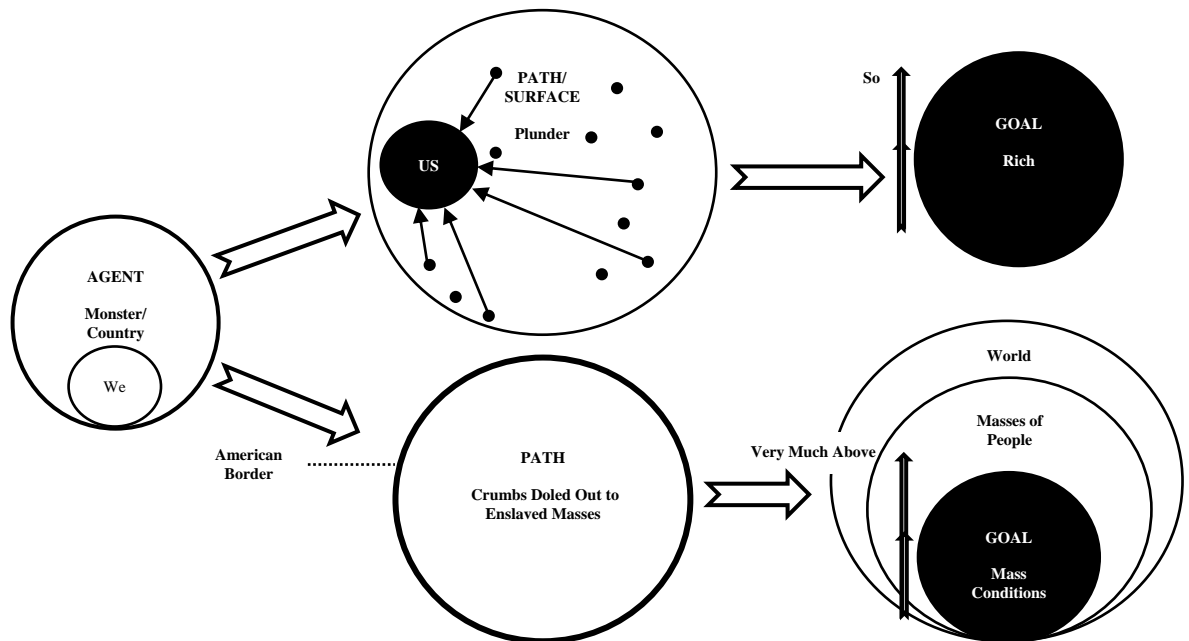 AGENT
Monster/
Country
We
PATH/
SURFACE
Plunder
US
So
GOAL
Rich
American
Border
PATH
Crumbs Doled Out to
Enslaved Masses
Very Much Above
World
Masses of
People
GOAL
Mass
Conditions